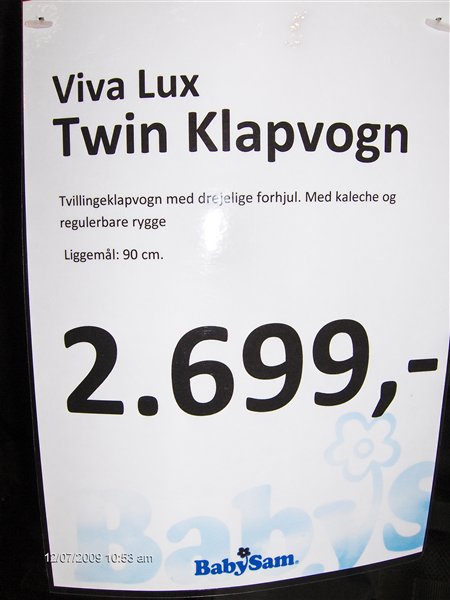 Viva Lux
Twin Klapvogn
Tvillingeklapvogn med drejelige forhjul. Med kaleche og
regulerbare rygge
Liggemål: 90 cm.
2.699,-
BabyS
12/07/2009 10:53 am
BabySam